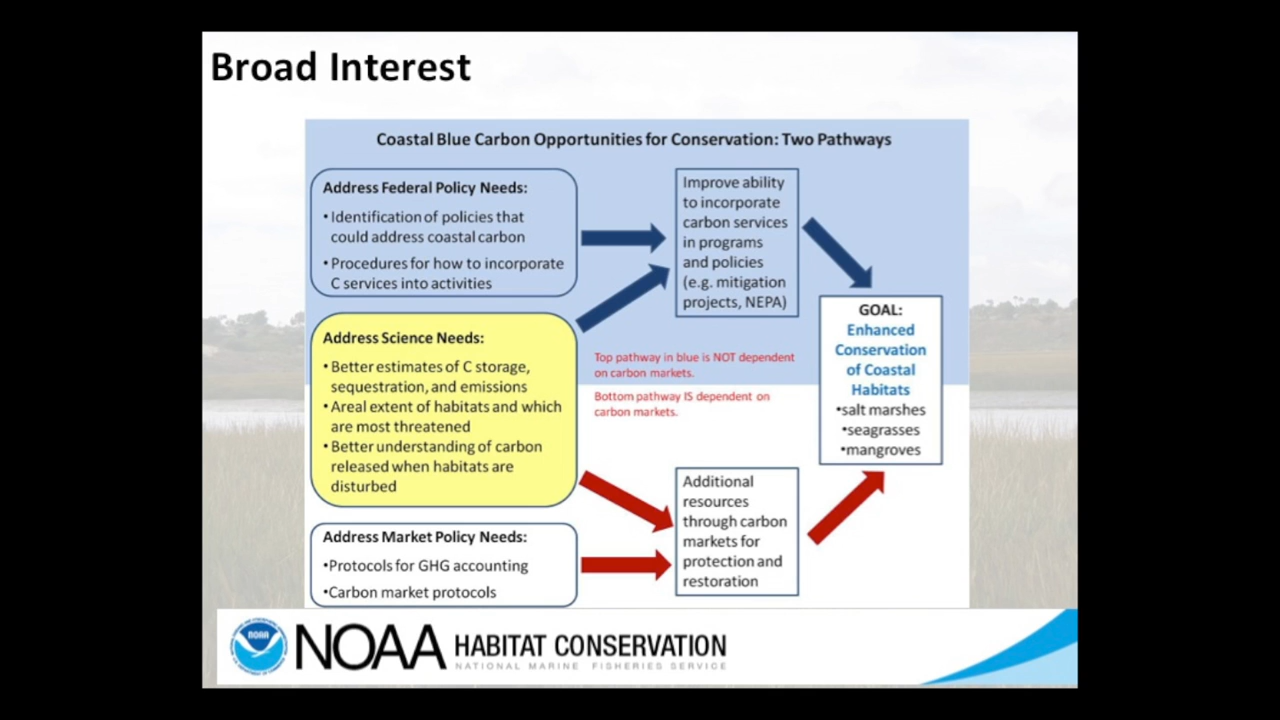 Broad Interest
Coastal Blue Carbon Opportunities for Conservation: Two Pathways
Address Federal Policy Needs:
• Identification of policies that
could address coastal carbon
• Procedures for how to incorporate
C services into activities
Improve ability
to incorporate
carbon services
in programs
and policies
(e.g. mitigation
projects, NEPA)
Address Science Needs:
• Better estimates of C storage,
sequestration, and emissions
• Areal extent of habitats and which
are most threatened
• Better understanding of carbon
released when habitats are
disturbed
Top pathway in blue is NOT dependent
on carbon markets.
Bottom pathway IS dependent on
carbon markets.
GOAL:
Enhanced
Conservation
of Coastal
Habitats
•salt marshes
•seagrasses
•mangroves
Address Market Policy Needs:
•Protocols for GHG accounting
•Carbon market protocols
Additional
resources
through carbon
markets for
protection and
restoration
NOAA
NOAA HABITAT CONSERVATION
NATIONAL MARINE FISHERIES SERVICE